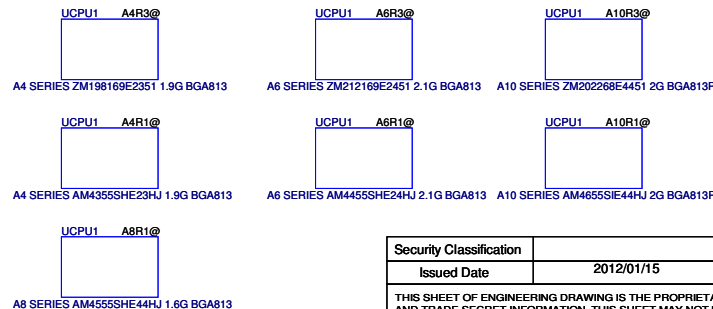 UCPU1 A4R3@ UCPU1 A6R3@ UCPU1 A10R3@
A4 SERIES ZM198169E2351 1.9G BGA813 A6 SERIES ZM212169E2451 2.1G BGA813 A10 SERIES ZM202268E4451 2G BGA813P
UCPU1 A4R1@ UCPU1 A6R1@ UCPU1 A10R1@
A4 SERIES AM4355SHE23HJ 1.9G BGA813 A6 SERIES AM4455SHE24HJ 2.1G BGA813 A10 SERIES AM4655SIE44HJ 2G BGA813P
UCPU1 A8R1@
A8 SERIES AM4555SHE44HJ 1.6G BGA813
Security Classification
Issued Date 2012/01/15
THIS SHEET OF ENGINEERING DRAWING IS THE PROPRIETA
AND TRADE SECRET INFORMATION. THIS SHEET MAY NOT